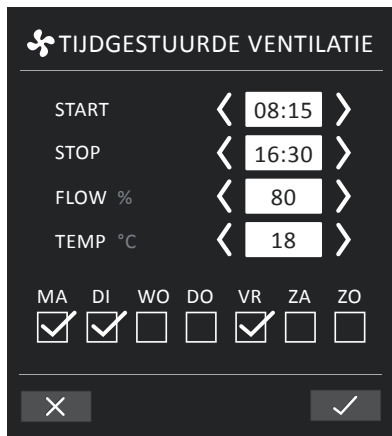 TIJDGESTUURDE VENTILATIE
START 08:15
STOP 16:30
FLOW % 80
TEMP °C 18
MA DI WO DO VR ZA ZO